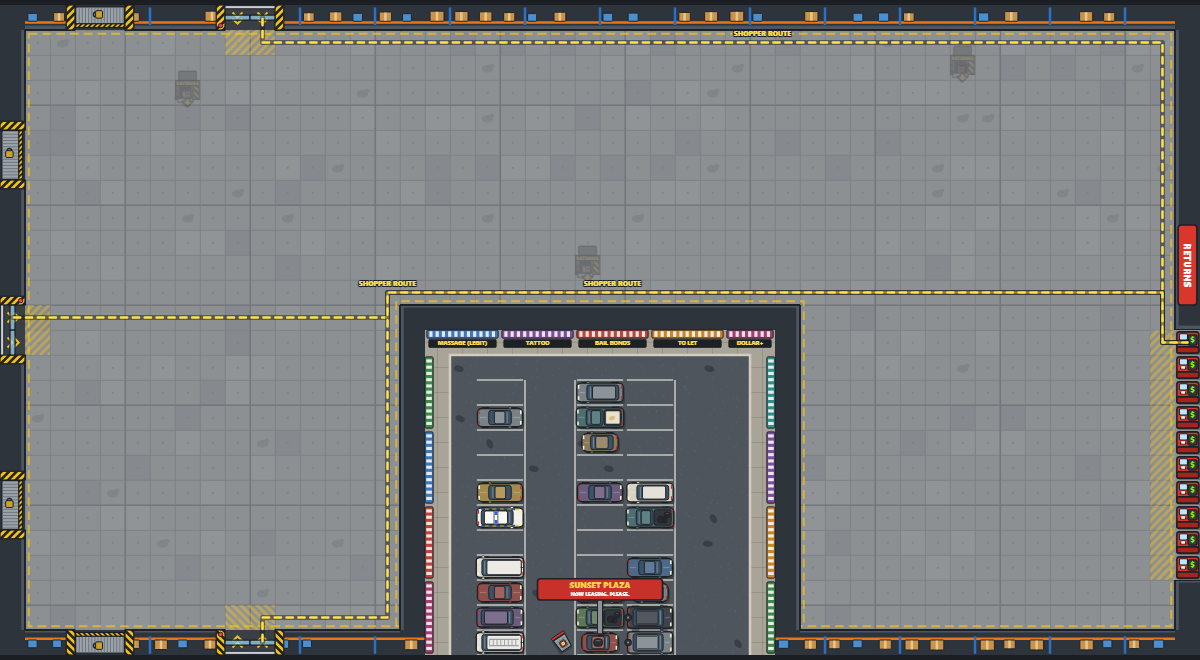 SHOPPER ROUTE
RETURNS
SHOPPER ROUTE
SHOPPER ROUTE
MASSAGE (LEGIT)
TATTOO
BAIL BONDS
TO LET
DOLLAR+
$
$
$
$
$
$
$
$
$
$
SUNSET PLAZA
NOW LEASING. PLEASE.